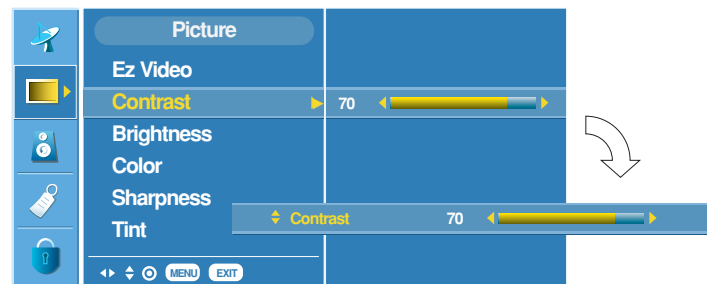 Picture
Ez Video
Contrast 70
Brightness
Color
Sharpness
Contrast 70
Tint
MENU EXIT